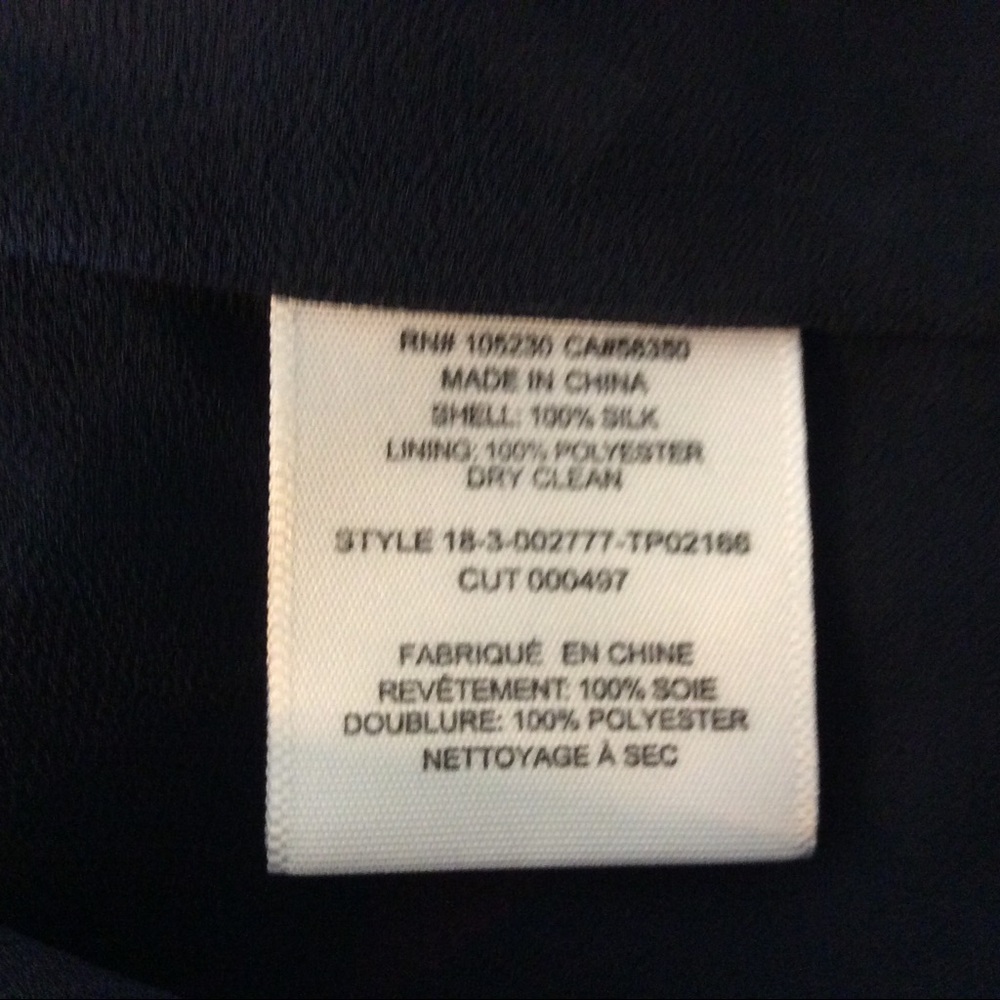 RN# 105230 CA#56350
MADE IN CHINA
SHELL: 100% SILK
LINING: 100% POLYESTER
DRY CLEAN
STYLE 18-3-002777-TP02166
CUT 000497
FABRIQUÉ EN CHINE
REVÊTEMENT: 100% SOIE
DOUBLURE: 100% POLYESTER
NETTOYAGE À SEC